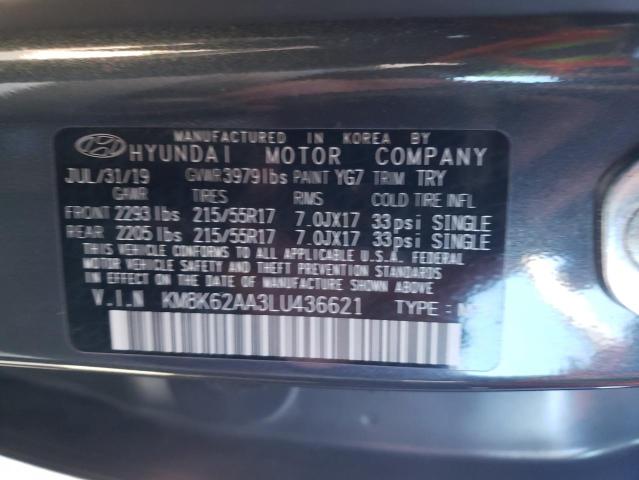 MANUFACTURED IN KOREA BY
HYUNDAI MOTOR COMPANY
JUL/31/19 GVWR 3979lbs PAINT YG7 TRIM TRY
GAWR TIRES RIMS COLD TIRE INFL
FRONT 2293lbs 215/55R17 7.0JX17 33psi SINGLE
REAR 2205lbs 215/55R17 7.0JX17 33psi SINGLE
THIS VEHICLE CONFORMS TO ALL APPLICABLE U.S.A. FEDERAL
MOTOR VEHICLE SAFETY AND THEFT PREVENTION STANDARDS
IN EFFECT ON THE DATE OF MANUFACTURE SHOWN ABOVE.
V.I.N KM8K62AA3LU436621 TYPE: